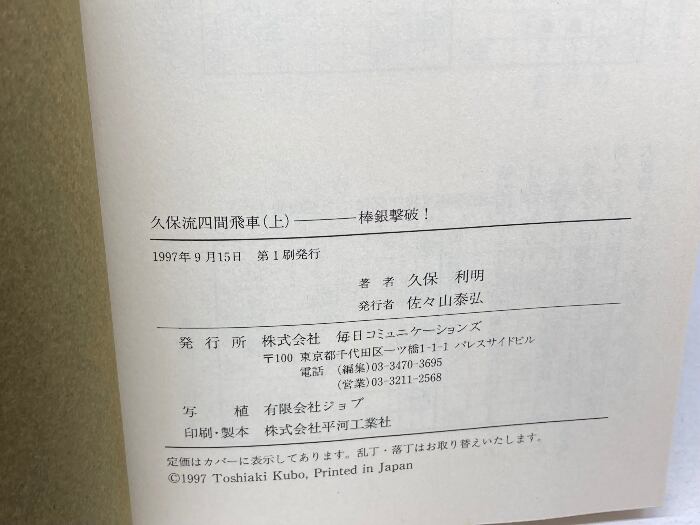 久保流四間飛車(上)────棒銀撃破！
1997年9月15日 第1刷発行
著者 久保 利明
発行者 佐々山泰弘
発行所 株式会社 毎日コミュニケーションズ
〒100 東京都千代田区一ツ橋1-1-1 パレスサイドビル
電話 (編集)03-3470-3695
(営業)03-3211-2568
写植 有限会社ジョブ
印刷・製本 株式会社平河工業社
定価はカバーに表示してあります。乱丁・落丁はお取り替えいたします。
©1997 Toshiaki Kubo, Printed in Japan